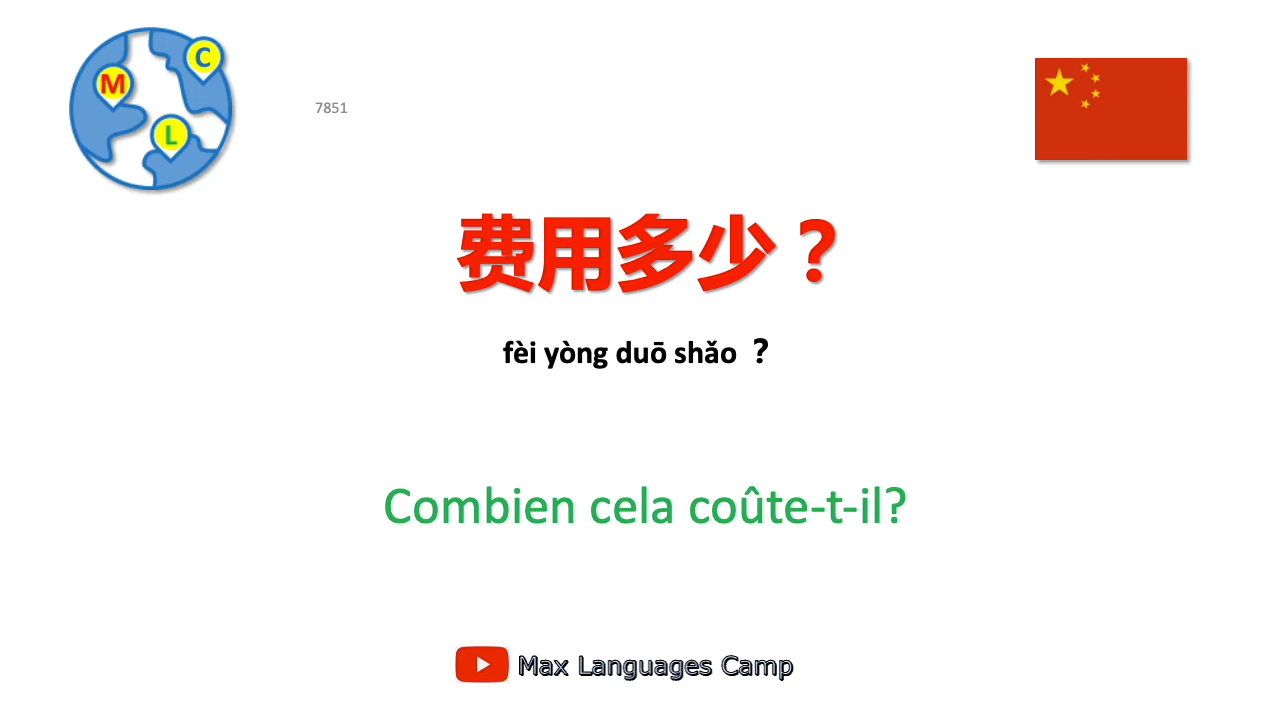 C
M
L
7851
费用多少？
fèi yòng duō shǎo ？
Combien cela coûte-t-il?
Max Languages Camp